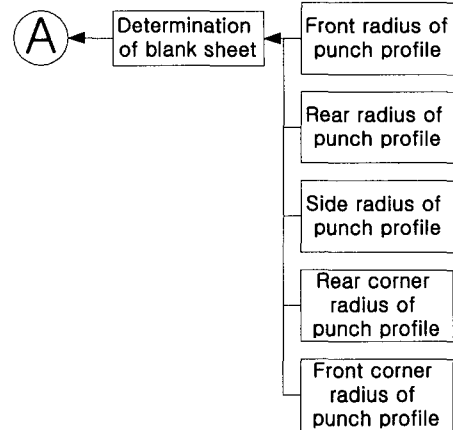 A
Determination
of blank sheet
Front radius of
punch profile
Rear radius of
punch profile
Side radius of
punch profile
Rear corner
radius of
punch profile
Front corner
radius of
punch profile